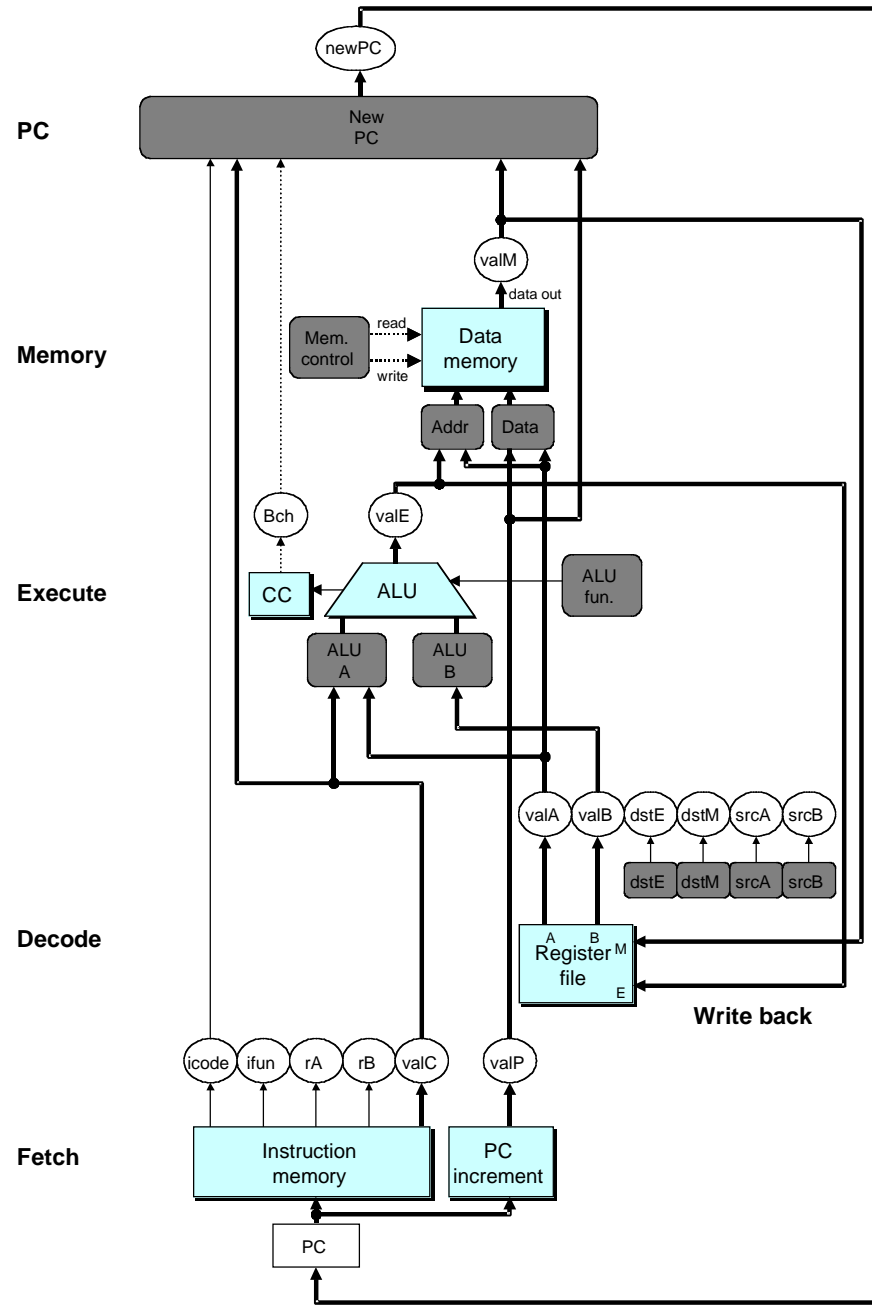 newPC
PC
New
PC
valM
data out
Memory
Mem.
control
read
write
Data
memory
Addr
Data
Bch
valE
Execute
CC
ALU
ALU
fun.
ALU
A
ALU
B
valA
valB
dstE
dstM
srcA
srcB
dstE
dstM
srcA
srcB
Decode
A
B
M
Register
file
E
Write back
icode
ifun
rA
rB
valC
valP
Fetch
Instruction
memory
PC
increment
PC